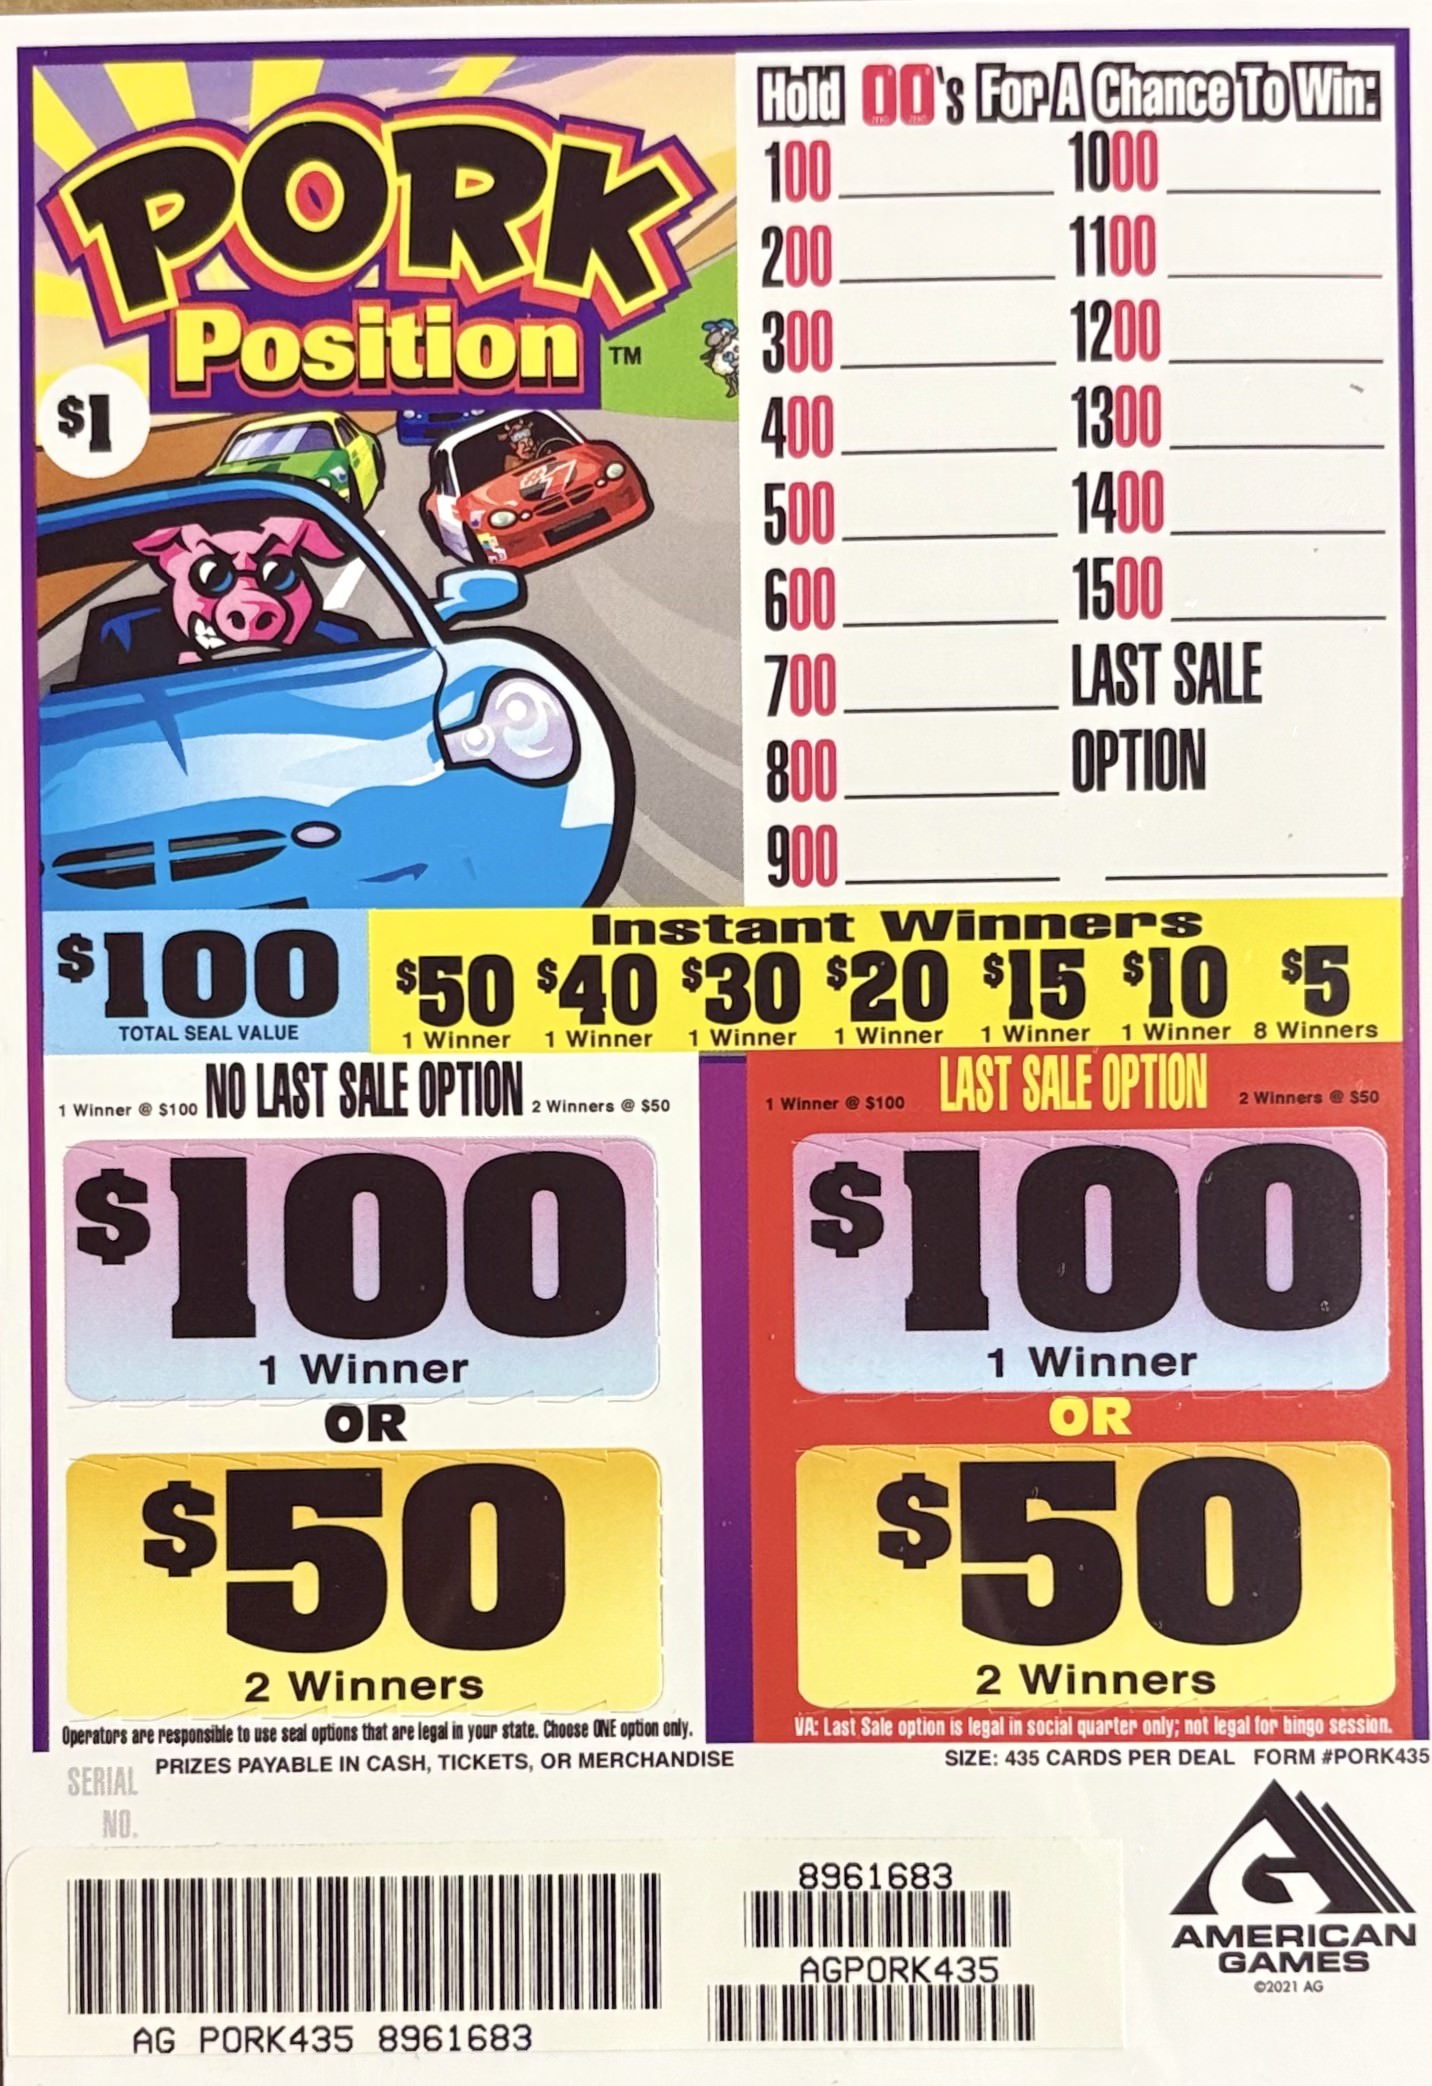 PORK
Position™
$1
87
Hold 00's For A Chance To Win:
100
200
300
400
500
600
700
800
900
1000
1100
1200
1300
1400
1500
LAST SALE
OPTION
$100
TOTAL SEAL VALUE
Instant Winners
$50 $40 $30 $20 $15 $10 $5
1 Winner 1 Winner 1 Winner 1 Winner 1 Winner 1 Winner 8 Winners
1 Winner @ $100 NO LAST SALE OPTION 2 Winners @ $50
$100
1 Winner
OR
$50
2 Winners
Operators are responsible to use seal options that are legal in your state. Choose ONE option only.
1 Winner @ $100 LAST SALE OPTION 2 Winners @ $50
$100
1 Winner
OR
$50
2 Winners
VA: Last Sale option is legal in social quarter only; not legal for bingo session.
PRIZES PAYABLE IN CASH, TICKETS, OR MERCHANDISE
SIZE: 435 CARDS PER DEAL FORM #PORK435
SERIAL
NO.
AG PORK435 8961683
8961683
AGPORK435
AMERICAN
GAMES
©2021 AG